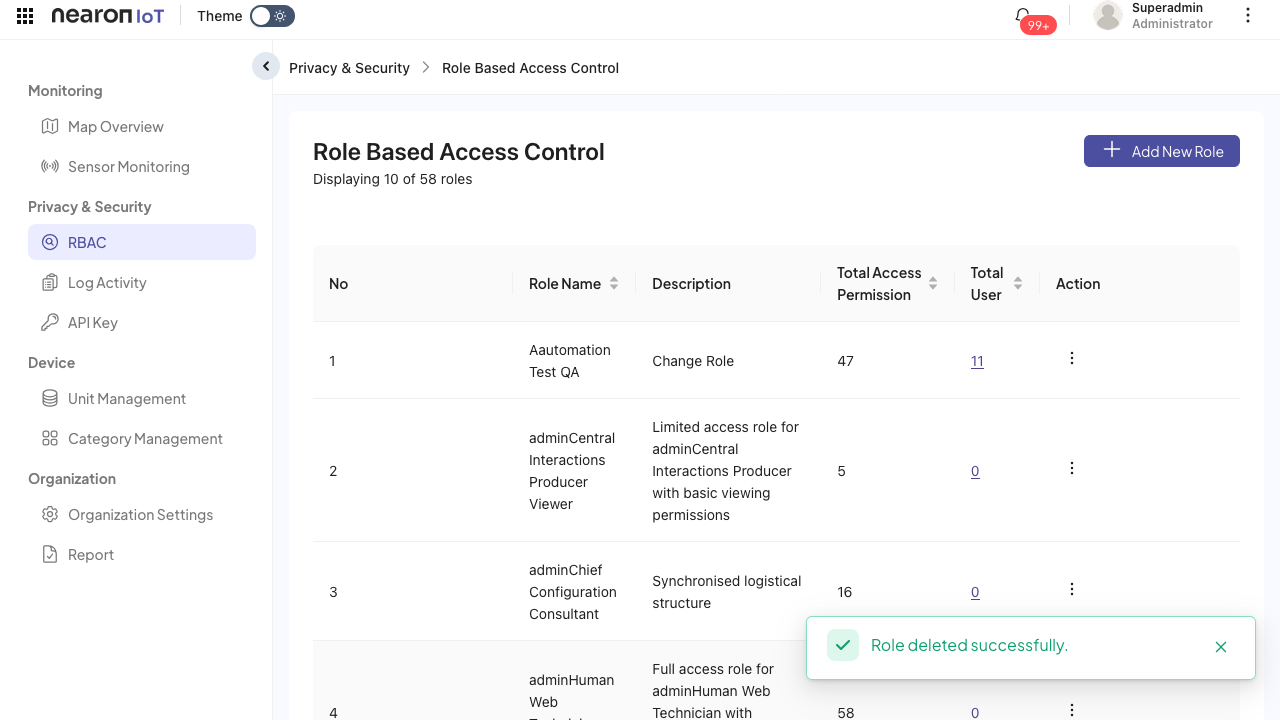 nearon IoT
Theme
99+
Superadmin
Administrator
Monitoring
Map Overview
Sensor Monitoring
Privacy & Security
RBAC
Log Activity
API Key
Device
Unit Management
Category Management
Organization
Organization Settings
Report
Privacy & Security
Role Based Access Control
Role Based Access Control
Displaying 10 of 58 roles
Add New Role
No
Role Name
Description
Total Access
Permission
Total
User
Action
1
Aautomation
Test QA
Change Role
47
11
2
adminCentral
Interactions
Producer
Viewer
Limited access role for
adminCentral
Interactions Producer
with basic viewing
permissions
5
0
3
adminChief
Configuration
Consultant
Synchronised logistical
structure
16
0
4
adminHuman
Web
Full access role for
adminHuman Web
Technician with
58
0
Role deleted successfully.